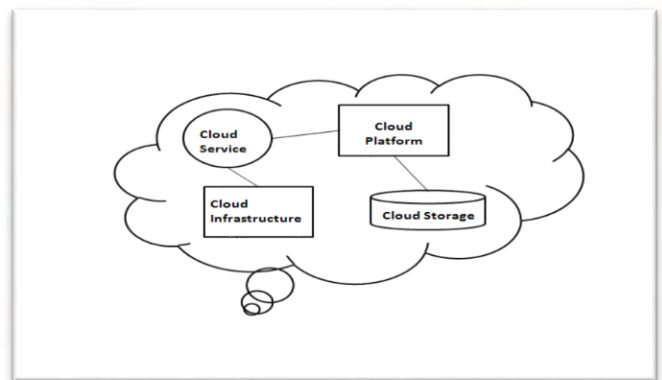 Cloud
Service
Cloud
Platform
Cloud
Infrastructure
Cloud Storage